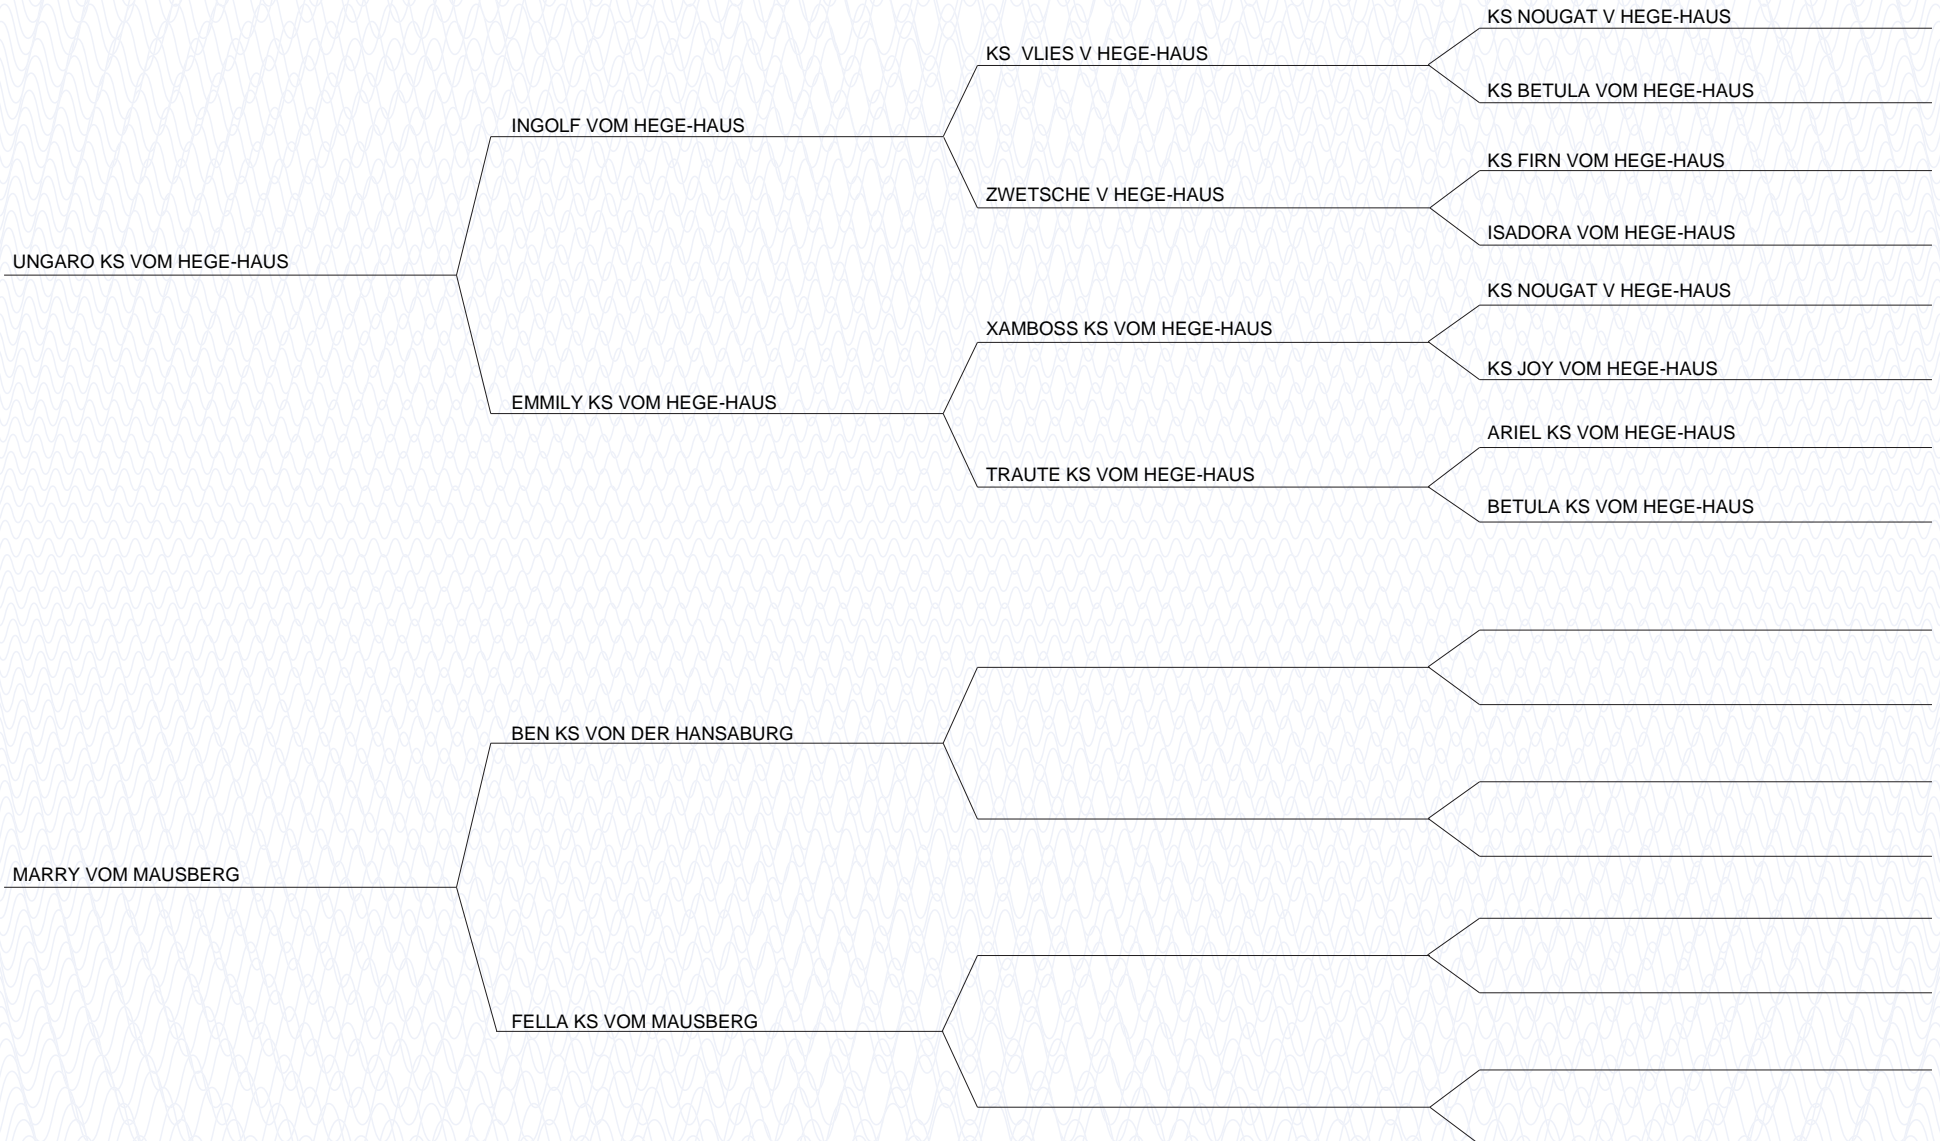 KS NOUGAT V HEGE-HAUS
KS  VLIES V HEGE-HAUS
KS BETULA VOM HEGE-HAUS
INGOLF VOM HEGE-HAUS
KS FIRN VOM HEGE-HAUS
ZWETSCHE V HEGE-HAUS
ISADORA VOM HEGE-HAUS
UNGARO KS VOM HEGE-HAUS
KS NOUGAT V HEGE-HAUS
XAMBOSS KS VOM HEGE-HAUS
KS JOY VOM HEGE-HAUS
EMMILY KS VOM HEGE-HAUS
ARIEL KS VOM HEGE-HAUS
TRAUTE KS VOM HEGE-HAUS
BETULA KS VOM HEGE-HAUS
BEN KS VON DER HANSABURG
MARRY VOM MAUSBERG
FELLA KS VOM MAUSBERG